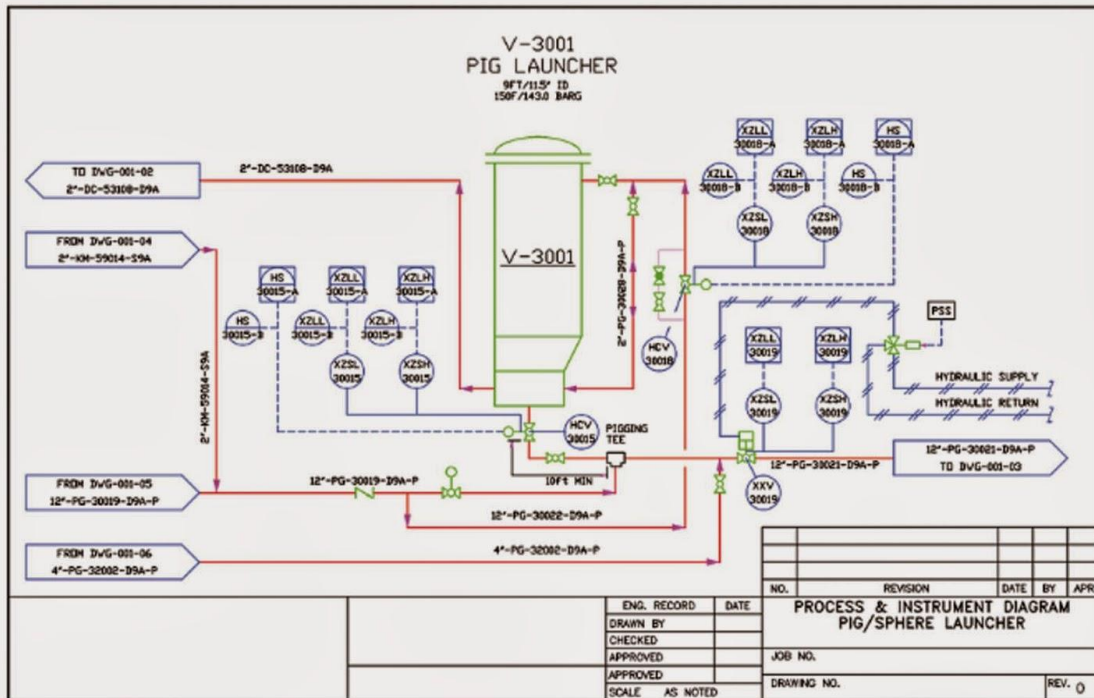 V-3001
PIG LAUNCHER
9FT/115" ID
150F/143.0 BARG
TO DWG-001-02
2"-DC-53108-D9A
2"-DC-53108-D9A
FROM DWG-001-04
2"-KM-59014-S9A
2"-KM-59014-S9A
V-3001
2"-PG-30028-D9A-P
XZLL
30018-A
XZLH
30018-A
HS
30018-A
XZLL
30018-B
XZLH
30018-B
HS
30018-B
XZSL
30018
XZSH
30018
HS
30015-A
XZLL
30015-A
XZLH
30015-A
HS
30015-B
XZLL
30015-B
XZLH
30015-B
XZSL
30015
XZSH
30015
HCV
30018
HCV
30015
PIGGING
TEE
10ft MIN
XZLL
30019
XZLH
30019
XZSL
30019
XZSH
30019
PSS
HYDRAULIC SUPPLY
HYDRAULIC RETURN
XXV
30019
12"-PG-30021-D9A-P
12"-PG-30021-D9A-P
TO DWG-001-03
FROM DWG-001-05
12"-PG-30019-D9A-P
12"-PG-30019-D9A-P
12"-PG-30022-D9A-P
FROM DWG-001-06
4"-PG-32002-D9A-P
4"-PG-32002-D9A-P
NO. REVISION DATE BY APR
ENG. RECORD DATE
DRAWN BY
CHECKED
APPROVED
APPROVED
SCALE AS NOTED
PROCESS & INSTRUMENT DIAGRAM
PIG/SPHERE LAUNCHER
JOB NO.
DRAWING NO.
REV. 0